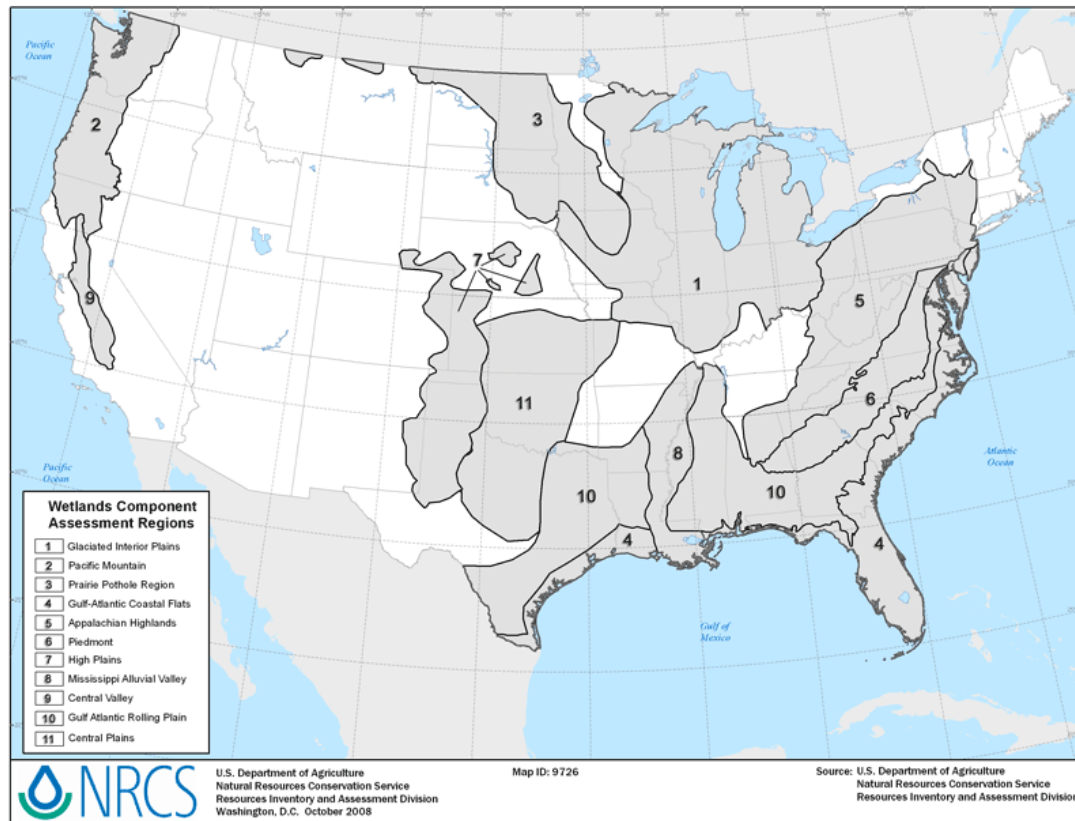 Pacific
Ocean
2
3
7
1
9
5
11
6
8
Atlantic
Ocean
Pacific
Ocean
10
10
4
4
Gulf of
Mexico
Wetlands Component
Assessment Regions
1 Glaciated Interior Plains
2 Pacific Mountain
3 Prairie Pothole Region
4 Gulf-Atlantic Coastal Flats
5 Appalachian Highlands
6 Piedmont
7 High Plains
8 Mississippi Alluvial Valley
9 Central Valley
10 Gulf Atlantic Rolling Plain
11 Central Plains
NRCS
U.S. Department of Agriculture
Natural Resources Conservation Service
Resources Inventory and Assessment Division
Washington, D.C. October 2008
Map ID: 9726
Source: U.S. Department of Agriculture
Natural Resources Conservation Service
Resources Inventory and Assessment Division